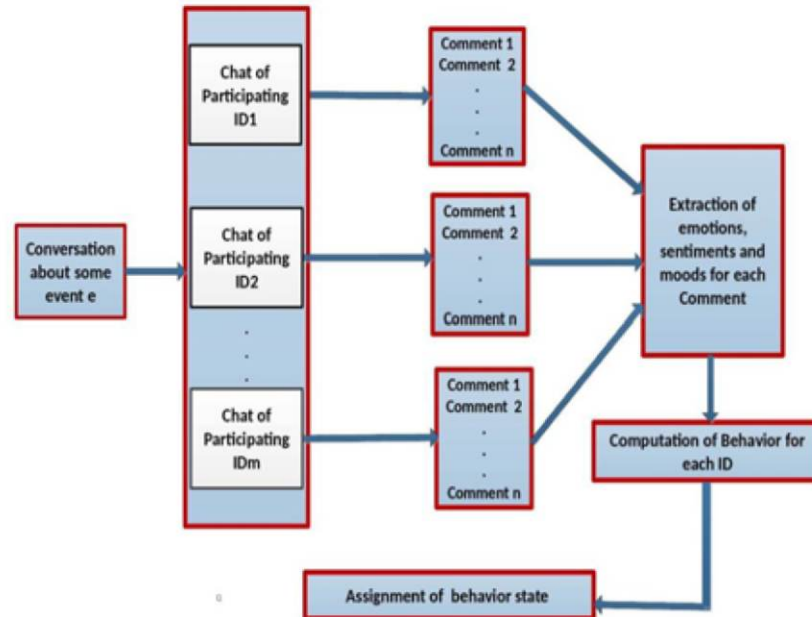 Conversation
about some
event e
Chat of
Participating
ID1
Chat of
Participating
ID2
.
.
.
Chat of
Participating
IDm
Comment 1
Comment 2
.
.
.
Comment n
Comment 1
Comment 2
.
.
.
Comment n
Comment 1
Comment 2
.
.
.
Comment n
Extraction of
emotions,
sentiments and
moods for each
Comment
Computation of Behavior for
each ID
Assignment of behavior state